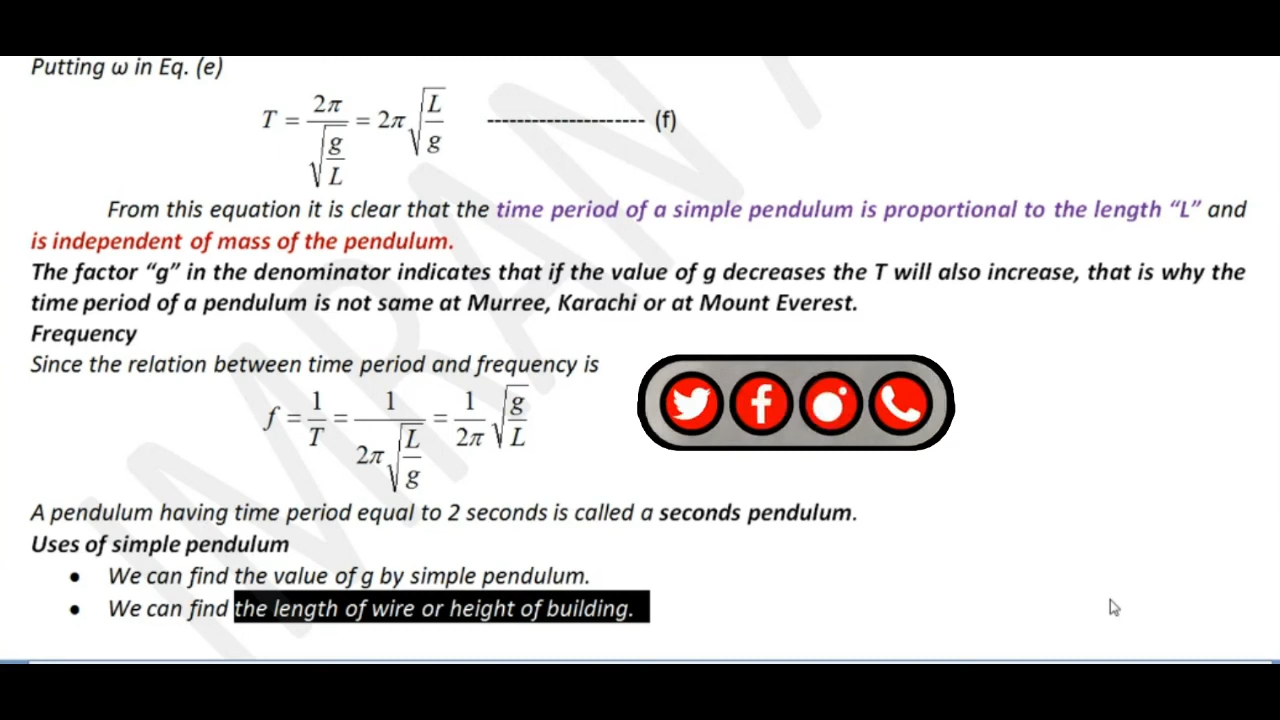 Putting ω in Eq. (e)
T = 2π / √(g/L) = 2π √(L/g) --------------------- (f)
From this equation it is clear that the time period of a simple pendulum is proportional to the length “L” and
is independent of mass of the pendulum.
The factor “g” in the denominator indicates that if the value of g decreases the T will also increase, that is why the
time period of a pendulum is not same at Murree, Karachi or at Mount Everest.
Frequency
Since the relation between time period and frequency is
f = 1/T = 1 / 2π√(L/g) = 1/2π √(g/L)
A pendulum having time period equal to 2 seconds is called a seconds pendulum.
Uses of simple pendulum
• We can find the value of g by simple pendulum.
• We can find the length of wire or height of building.